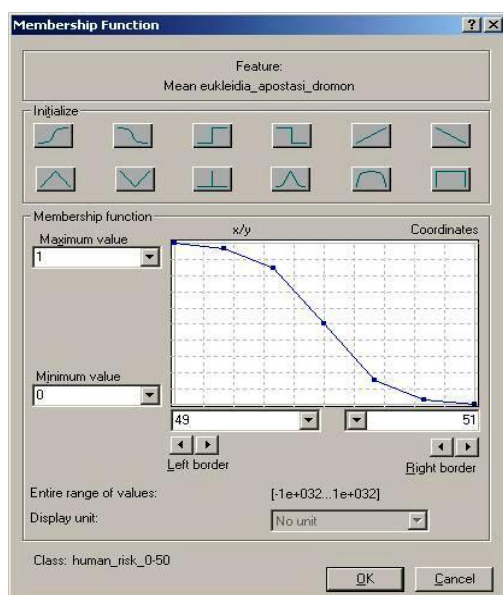 Membership Function
Feature:
Mean eukleidia_apostasi_dromon
Initialize
Membership function
x/y
Coordinates
Maximum value
1
Minimum value
0
49
51
Left border
Right border
Entire range of values:
[-1e+032...1e+032]
Display unit:
No unit
Class: human_risk_0-50
OK
Cancel